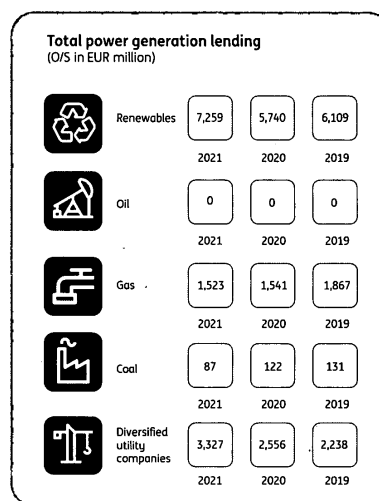 Total power generation lending
(O/S in EUR million)
Renewables 7,259 5,740 6,109
2021 2020 2019
Oil 0 0 0
2021 2020 2019
Gas 1,523 1,541 1,867
2021 2020 2019
Coal 87 122 131
2021 2020 2019
Diversified
utility 3,327 2,556 2,238
companies
2021 2020 2019